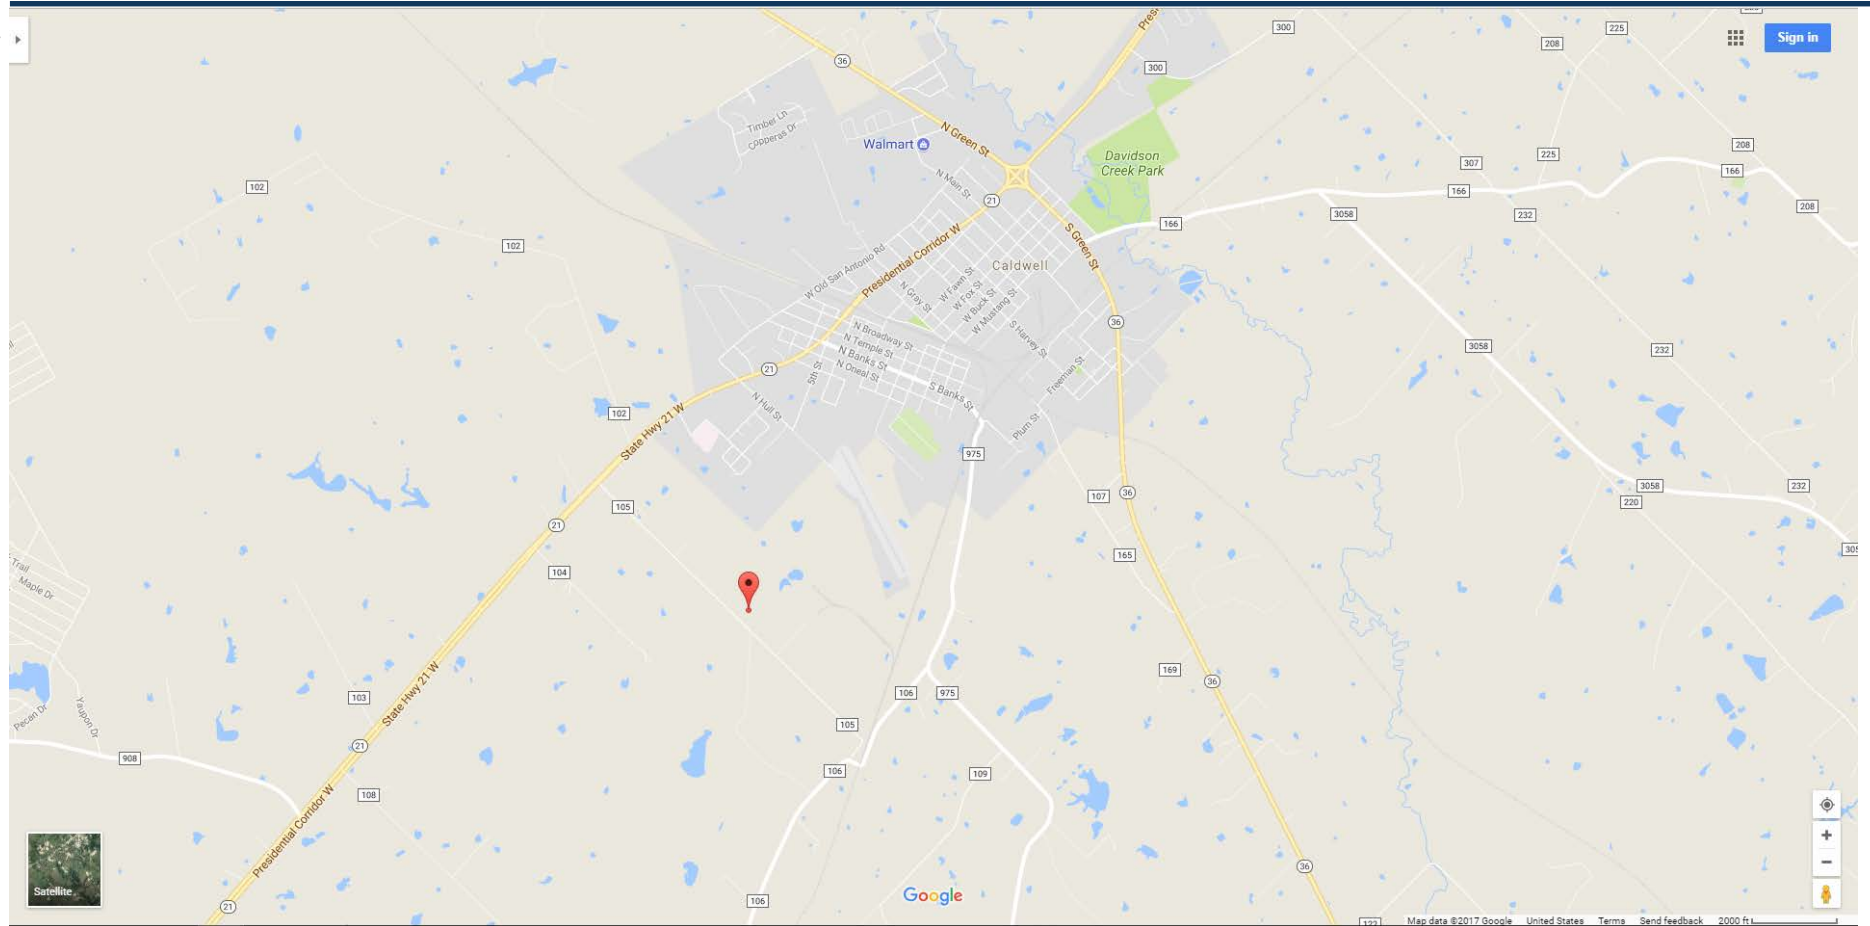 Pres
300
225
208
Sign in
36
300
Timber Ln
Copperas Dr
N Green St
Walmart
208
Davidson
Creek Park
307
225
166
102
N Main St
166
21
208
3058
232
166
S Green St
Presidential Corridor W
102
W Old San Antonio Rd
Caldwell
W Fawn St
W Fox St
N Gray St
W Buck St
W Mustang St
36
N Broadway St
S Harvey St
N Temple St
3058
232
N Banks St
N Oneal St
21
5th St
Freeman St
S Banks St
N Hull St
102
State Hwy 21 W
Plum St
975
3058
232
107
36
220
105
21
305
165
Trail
104
Maple Dr
169
State Hwy 21 W
36
106
975
103
Yaupon Dr
Pecan Dr
105
21
908
106
109
108
Presidential Corridor W
36
Satellite
Google
106
21
122
Map data ©2017 Google United States Terms Send feedback 2000 ft